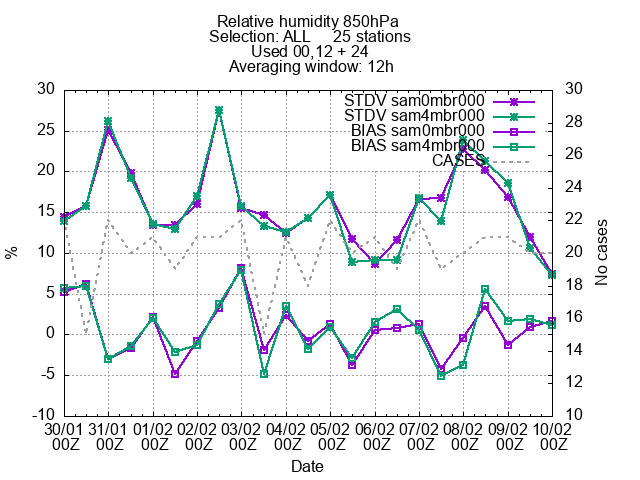 Relative humidity 850hPa
Selection: ALL 25 stations
Used 00,12 + 24
Averaging window: 12h
STDV sam0mbr000
STDV sam4mbr000
BIAS sam0mbr000
BIAS sam4mbr000
CASES
30
25
20
15
10
5
0
-5
-10
%
30
28
26
24
22
20
18
16
14
12
10
No cases
30/01 31/01 01/02 02/02 03/02 04/02 05/02 06/02 07/02 08/02 09/02 10/02
00Z 00Z 00Z 00Z 00Z 00Z 00Z 00Z 00Z 00Z 00Z 00Z
Date